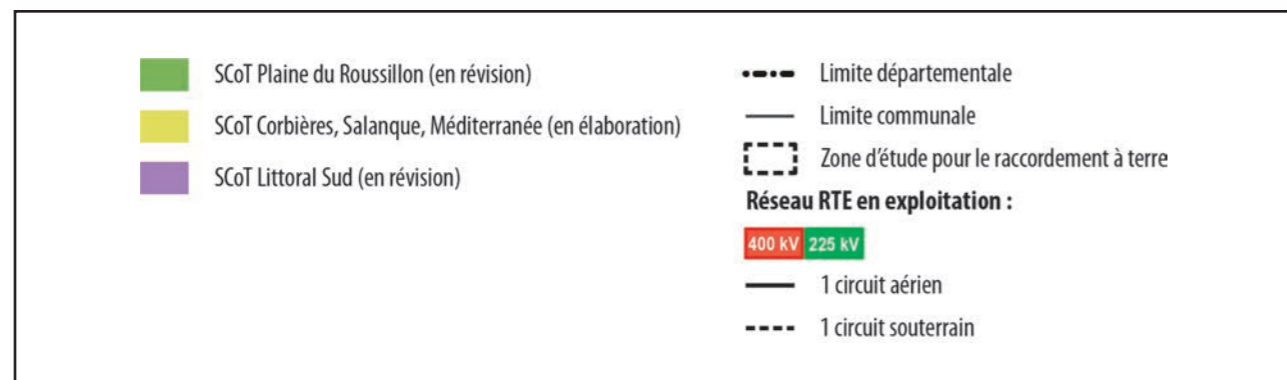 SCoT Plaine du Roussillon (en révision)
SCoT Corbières, Salanque, Méditerranée (en élaboration)
SCoT Littoral Sud (en révision)
Limite départementale
Limite communale
Zone d'étude pour le raccordement à terre
Réseau RTE en exploitation :
400 kV 225 kV
1 circuit aérien
1 circuit souterrain